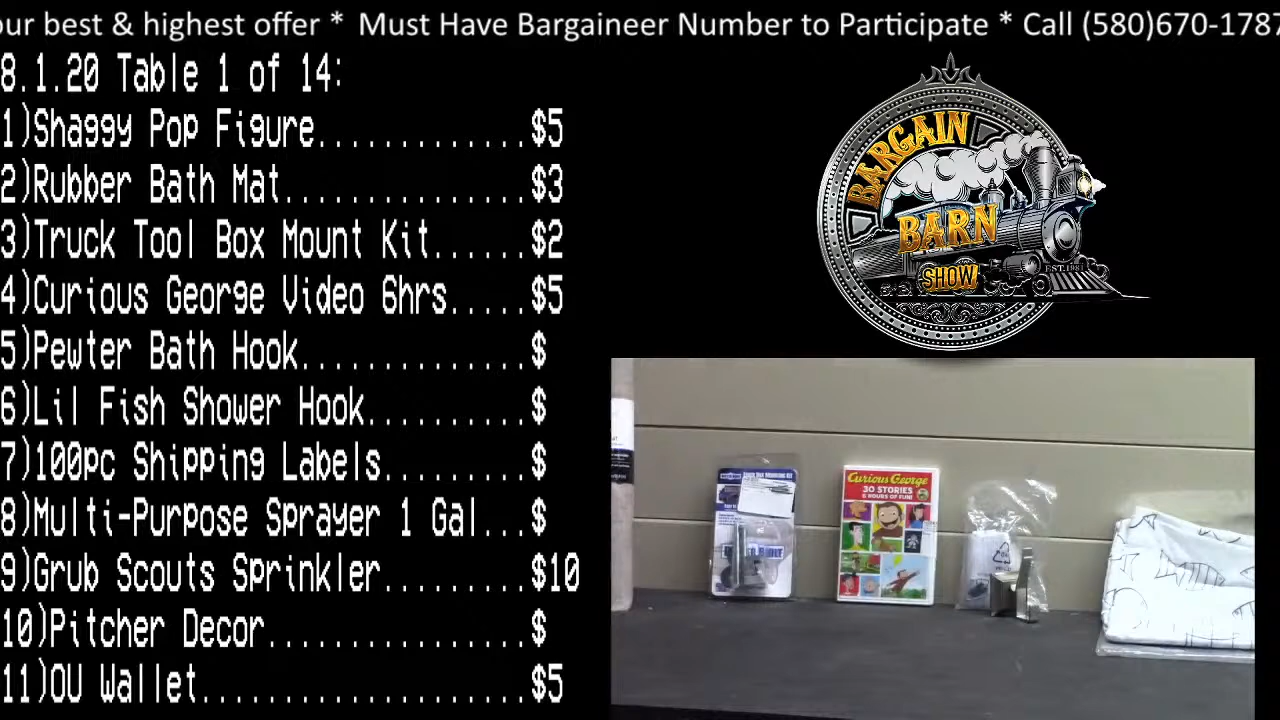 our best & highest offer * Must Have Bargaineer Number to Participate * Call (580)670-1787
8.1.20 Table 1 of 14:
1)Shaggy Pop Figure.............$5
2)Rubber Bath Mat...............$3
3)Truck Tool Box Mount Kit......$2
4)Curious George Video 6hrs.....$5
5)Pewter Bath Hook..............$
6)Lil Fish Shower Hook..........$
7)100pc Shipping Labels.........$
8)Multi-Purpose Sprayer 1 Gal...$
9)Grub Scouts Sprinkler.........$10
10)Pitcher Decor................$
11)OU Wallet....................$5
BARGAIN
BARN
SHOW
Curious George
30 STORIES
6 HOURS OF FUN!